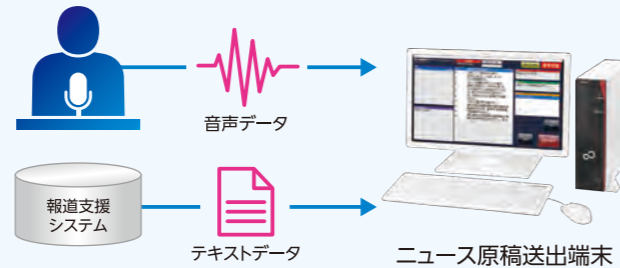 音声データ
報道支援
システム
テキストデータ
ニュース原稿送出端末